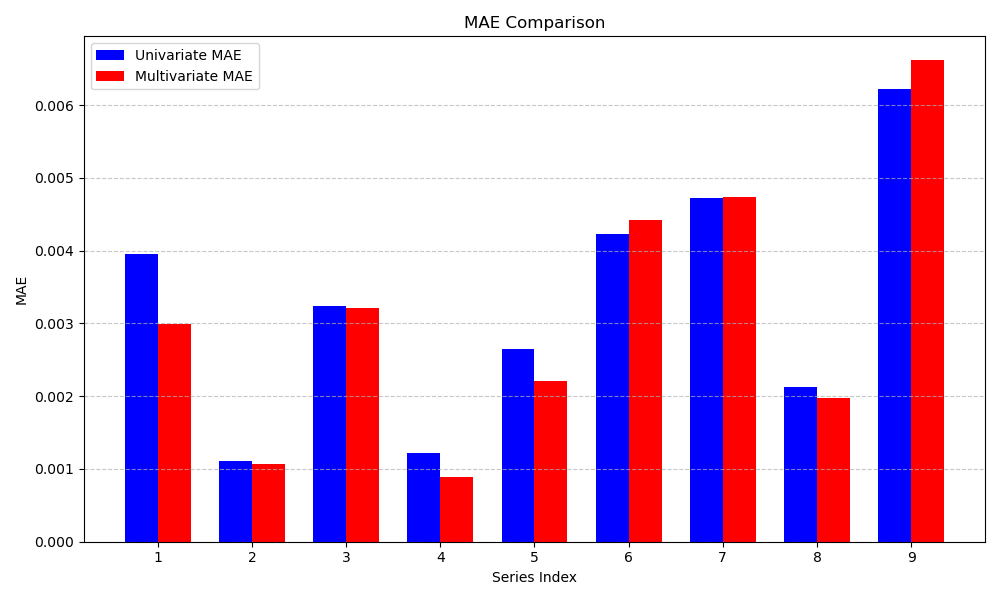 MAE Comparison
Univariate MAE
Multivariate MAE
0.006
0.005
0.004
0.003
0.002
0.001
0.000
MAE
1 2 3 4 5 6 7 8 9
Series Index